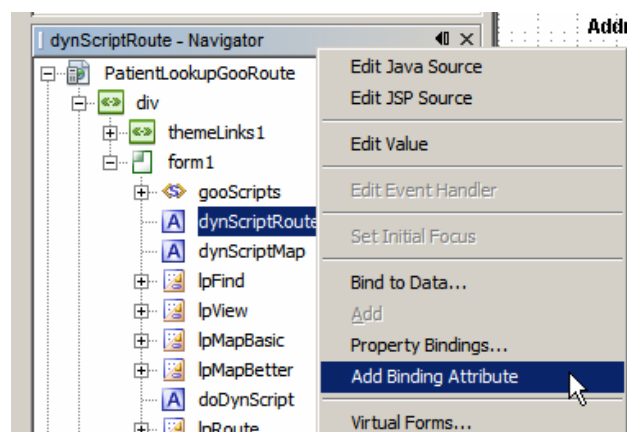 Addr
dynScriptRoute - Navigator
PatientLookupGooRoute
div
themeLinks1
form1
gooScripts
dynScriptRoute
dynScriptMap
lpFind
lpView
lpMapBasic
lpMapBetter
doDynScript
lpRoute
Edit Java Source
Edit JSP Source
Edit Value
Edit Event Handler
Set Initial Focus
Bind to Data...
Add
Property Bindings...
Add Binding Attribute
Virtual Forms...